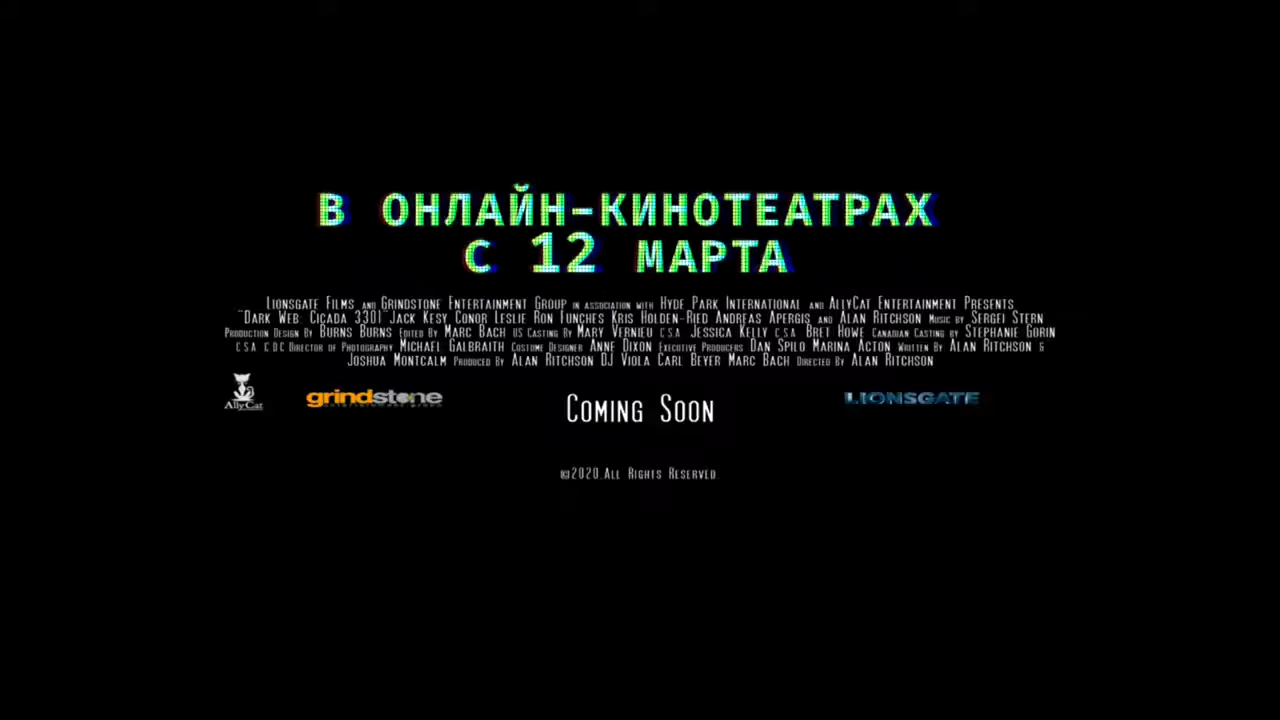 В ОНЛАЙН-КИНОТЕАТРАХ
С 12 МАРТА
Lionsgate Films and Grindstone Entertainment Group in association with Hyde Park International and AllyCat Entertainment Presents
"Dark Web: Cicada 3301" Jack Kesy Conor Leslie Ron Funches Kris Holden-Ried Andreas Apergis and Alan Ritchson Music by Sergei Stern
Production Design By Burns Burns Edited By Marc Bach US Casting By Mary Vernieu C.S.A. Jessica Kelly C.S.A. Bret Howe Canadian Casting by Stephanie Gorin
C.S.A. C.D.C Director of Photography Michael Galbraith Costume Designer Anne Dixon Executive Producers Dan Spilo Marina Acton Written By Alan Ritchson &
Joshua Montcalm Produced By Alan Ritchson DJ Viola Carl Beyer Marc Bach Directed By Alan Ritchson
AllyCat
grindstone
entertainment group
Coming Soon
LIONSGATE
©2020.All Rights Reserved.